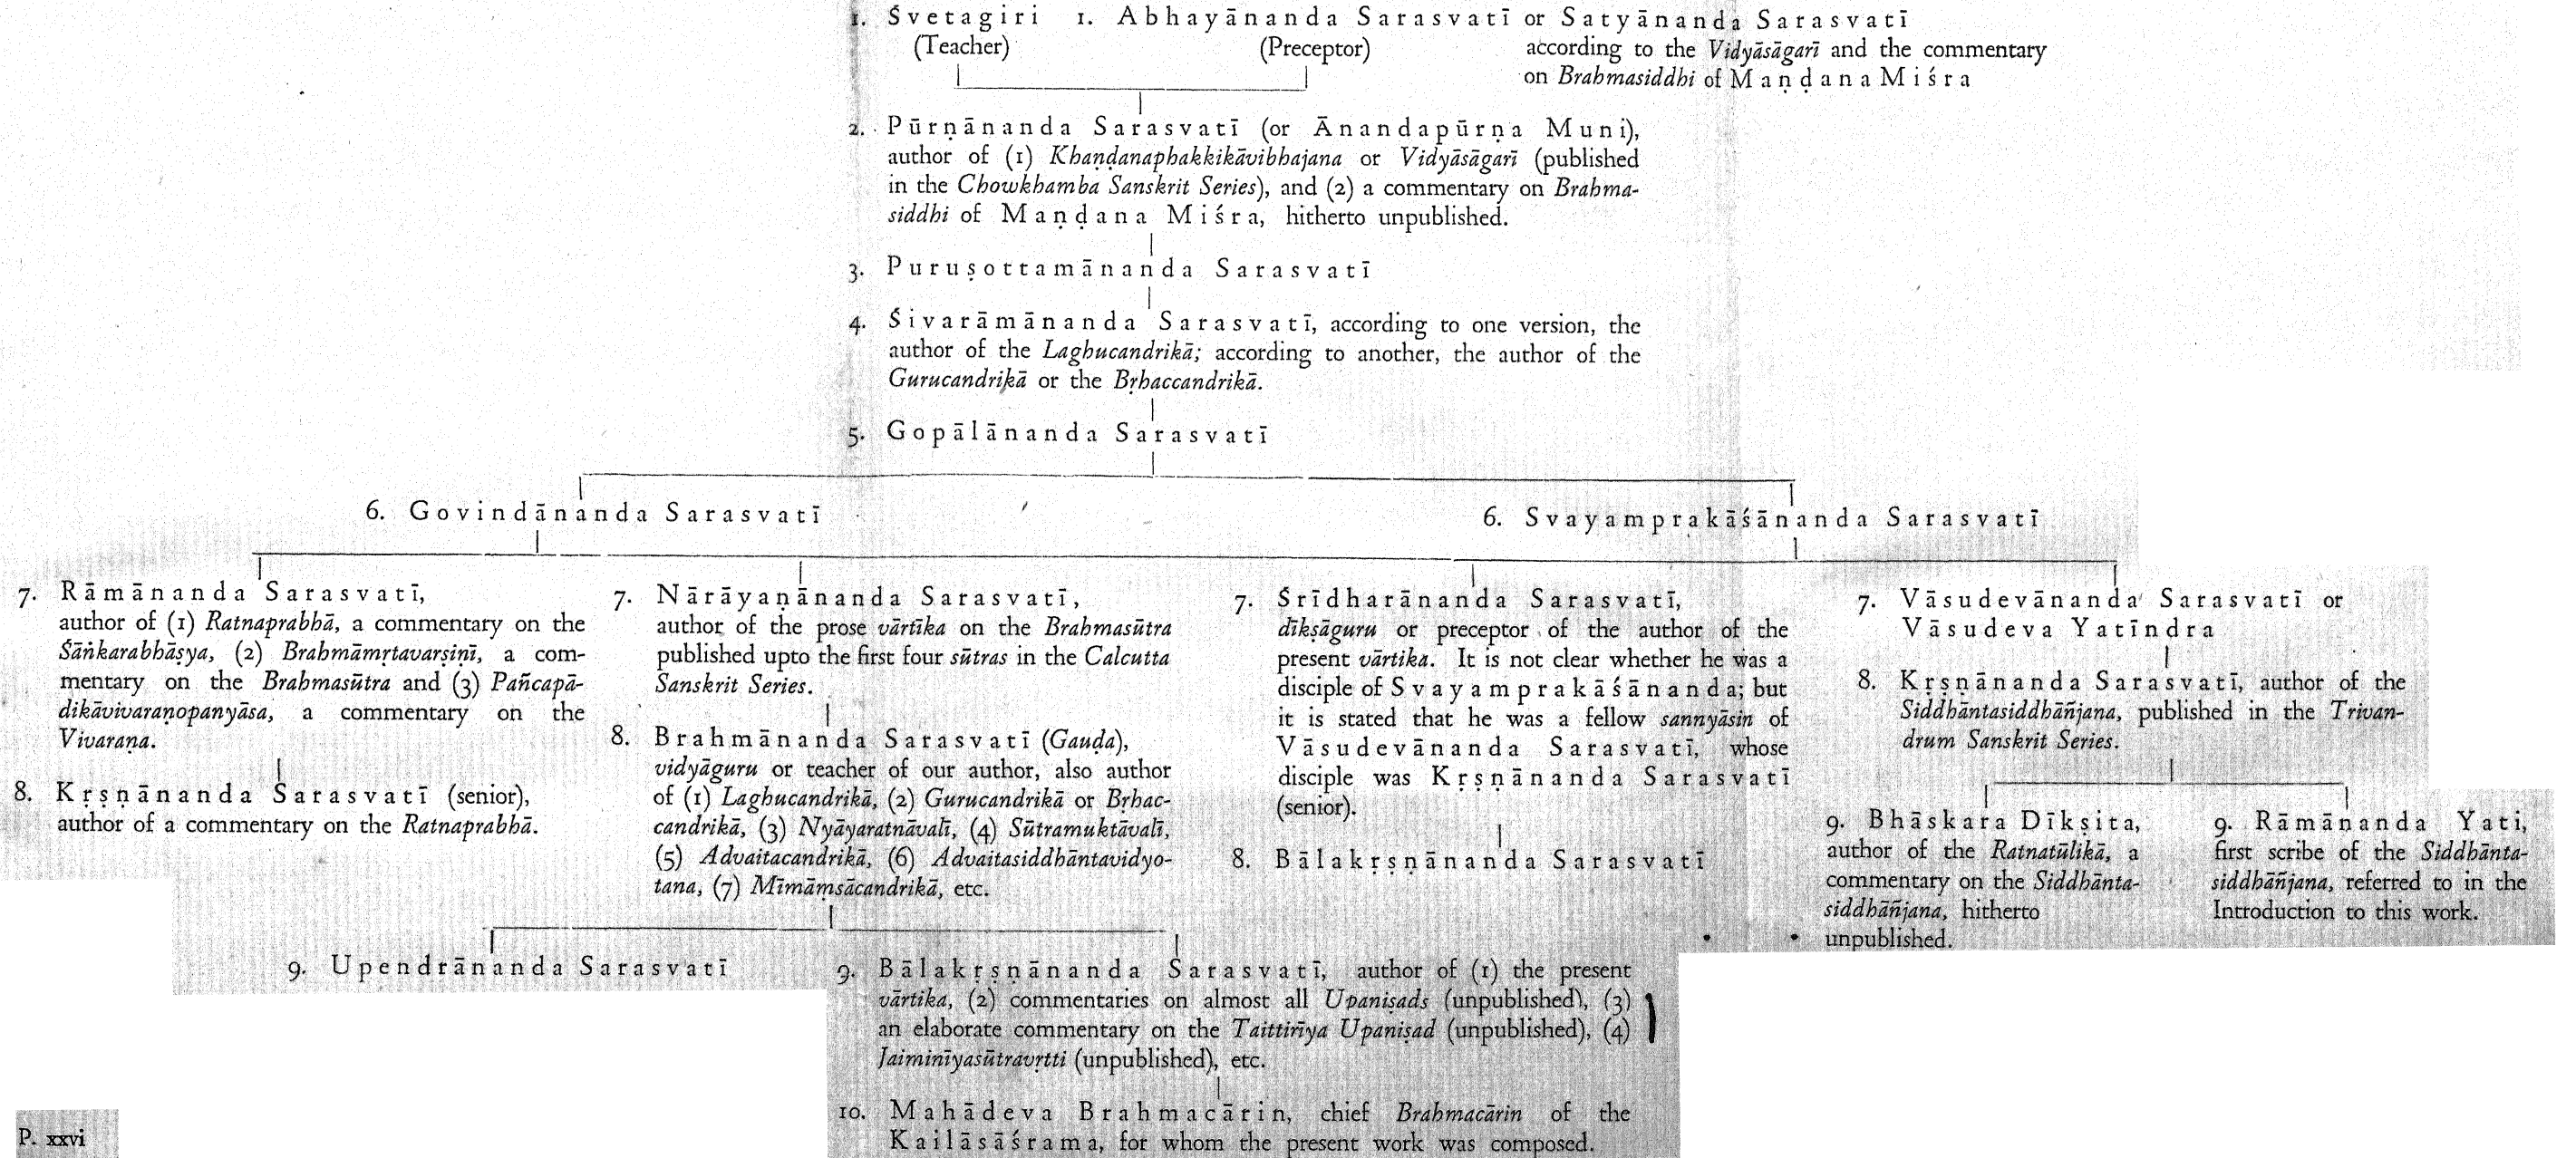 1. Śvetagiri 1. Abhayānanda Sarasvatī or Satyānanda Sarasvatī
(Teacher) (Preceptor) according to the Vidyāsāgarī and the commentary
on Brahmasiddhi of Maṇḍana Miśra
2. Pūrṇānanda Sarasvatī (or Ānandapūrṇa Muni),
author of (1) Khaṇḍanaphakkikāvibhajana or Vidyāsāgarī (published
in the Chowkhamba Sanskrit Series), and (2) a commentary on Brahma-
siddhi of Maṇḍana Miśra, hitherto unpublished.
3. Puruṣottamānanda Sarasvatī
4. Śivarāmānanda Sarasvatī, according to one version, the
author of the Laghucandrikā; according to another, the author of the
Gurucandrikā or the Bṛhaccandrikā.
5. Gopālānanda Sarasvatī
6. Govindānanda Sarasvatī
6. Svayamprakāśānanda Sarasvatī
7. Rāmānanda Sarasvatī,
author of (1) Ratnaprabhā, a commentary on the
Śāṅkarabhāṣya, (2) Brahmāmṛtavarṣiṇī, a com-
mentary on the Brahmasūtra and (3) Pañcapā-
dikāvivaraṇopanyāsa, a commentary on the
Vivaraṇa.
8. Kṛṣṇānanda Sarasvatī (senior),
author of a commentary on the Ratnaprabhā.
7. Nārāyaṇānanda Sarasvatī,
author of the prose vārtīka on the Brahmasūtra
published upto the first four sūtras in the Calcutta
Sanskrit Series.
8. Brahmānanda Sarasvatī (Gauḍa),
vidyāguru or teacher of our author, also author
of (1) Laghucandrikā, (2) Gurucandrikā or Bṛhac-
candrikā, (3) Nyāyaratnāvalī, (4) Sūtramuktāvalī,
(5) Advaitacandrikā, (6) Advaitasiddhāntavidyo-
tana, (7) Mīmāṃsācandrikā, etc.
7. Śrīdharānanda Sarasvatī,
dīkṣāguru or preceptor of the author of the
present vārtika. It is not clear whether he was a
disciple of Svayamprakāśānanda; but
it is stated that he was a fellow sannyāsin of
Vāsudevānanda Sarasvatī, whose
disciple was Kṛṣṇānanda Sarasvatī
(senior).
8. Bālakṛṣṇānanda Sarasvatī
7. Vāsudevānanda Sarasvatī or
Vāsudeva Yatīndra
8. Kṛṣṇānanda Sarasvatī, author of the
Siddhāntasiddhāñjana, published in the Trivan-
drum Sanskrit Series.
9. Bhāskara Dīkṣita,
author of the Ratnatūlikā, a
commentary on the Siddhānta-
siddhāñjana, hitherto
unpublished.
9. Rāmānanda Yati,
first scribe of the Siddhānta-
siddhāñjana, referred to in the
Introduction to this work.
9. Upendrānanda Sarasvatī
9. Bālakṛṣṇānanda Sarasvatī, author of (1) the present
vārtika, (2) commentaries on almost all Upaniṣads (unpublished), (3)
an elaborate commentary on the Taittirīya Upaniṣad (unpublished), (4)
Jaiminīyasūtravṛtti (unpublished), etc.
10. Mahādeva Brahmacārin, chief Brahmacārin of the
Kailāsāśrama, for whom the present work was composed.
P. xxvi